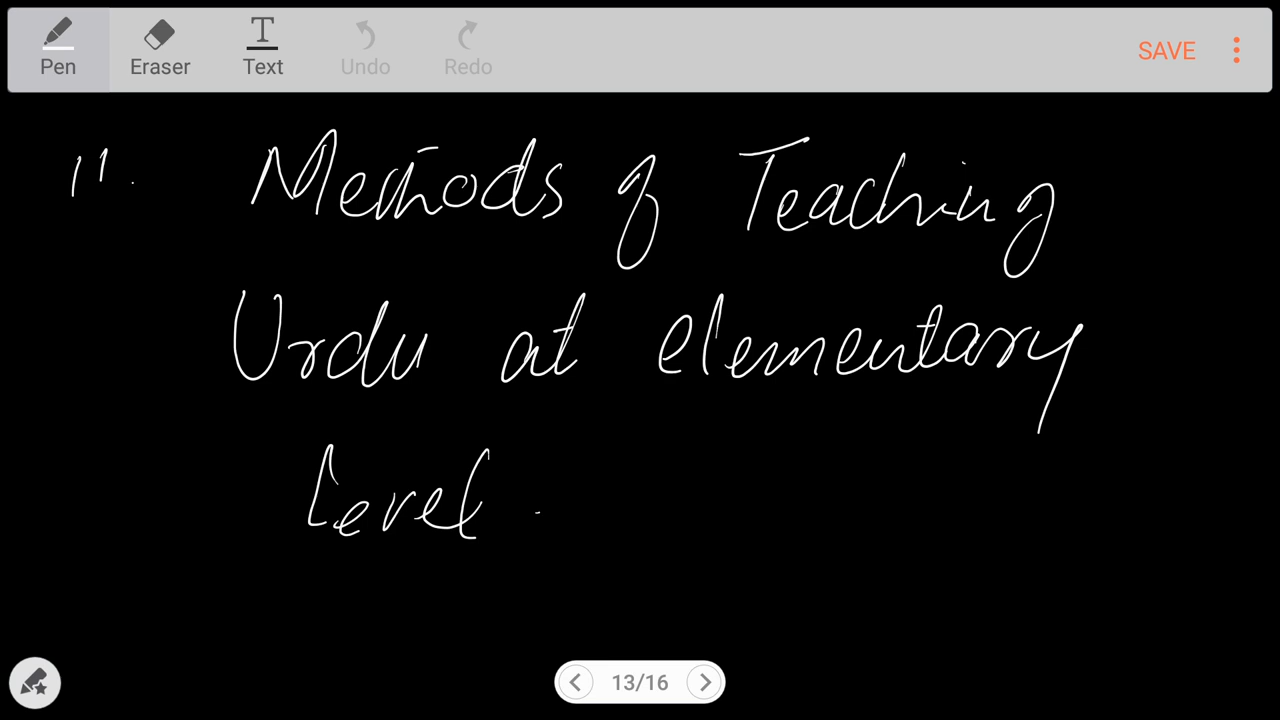 Pen Eraser Text Undo Redo SAVE
11. Methods of Teaching
Urdu at elementary
Level .
13/16